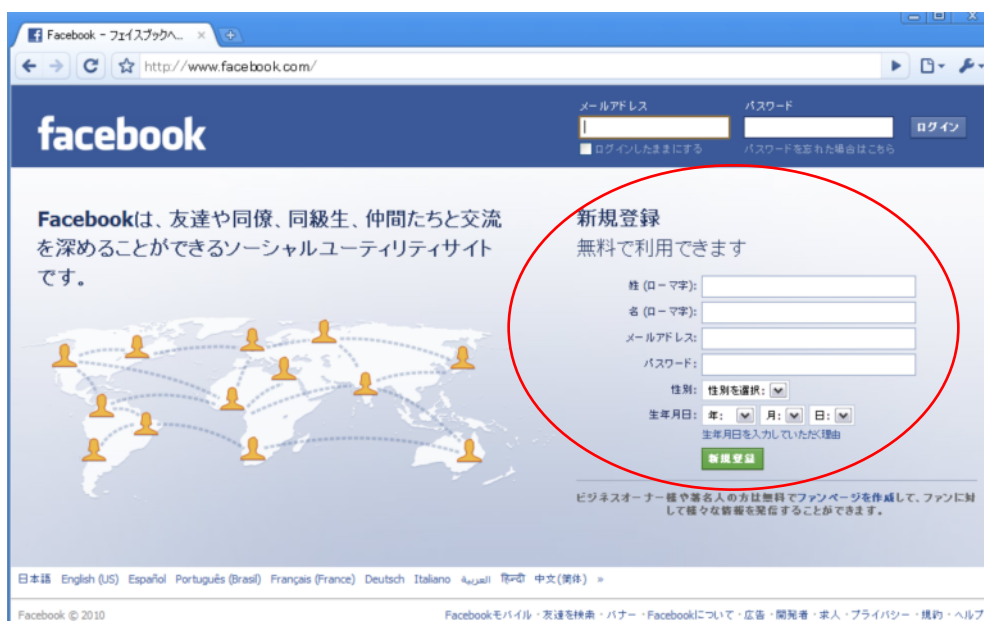 Facebook - フェイスブックへ...
http://www.facebook.com/
facebook
メールアドレス
パスワード
ログイン
ログインしたままにする
パスワードを忘れた場合はこちら
Facebookは、友達や同僚、同級生、仲間たちと交流
を深めることができるソーシャルユーティリティサイト
です。
新規登録
無料で利用できます
姓 (ローマ字):
名 (ローマ字):
メールアドレス:
パスワード:
性別: 性別を選択:
生年月日: 年: 月: 日:
生年月日を入力していただく理由
新規登録
ビジネスオーナー様や著名人の方は無料でファンページを作成して、ファンに対
して様々な情報を発信することができます。
日本語 English (US) Español Português (Brasil) Français (France) Deutsch Italiano العربية हिन्दी 中文(简体) »
Facebook © 2010
Facebookモバイル · 友達を検索 · バナー · Facebookについて · 広告 · 開発者 · 求人 · プライバシー · 規約 · ヘルプ